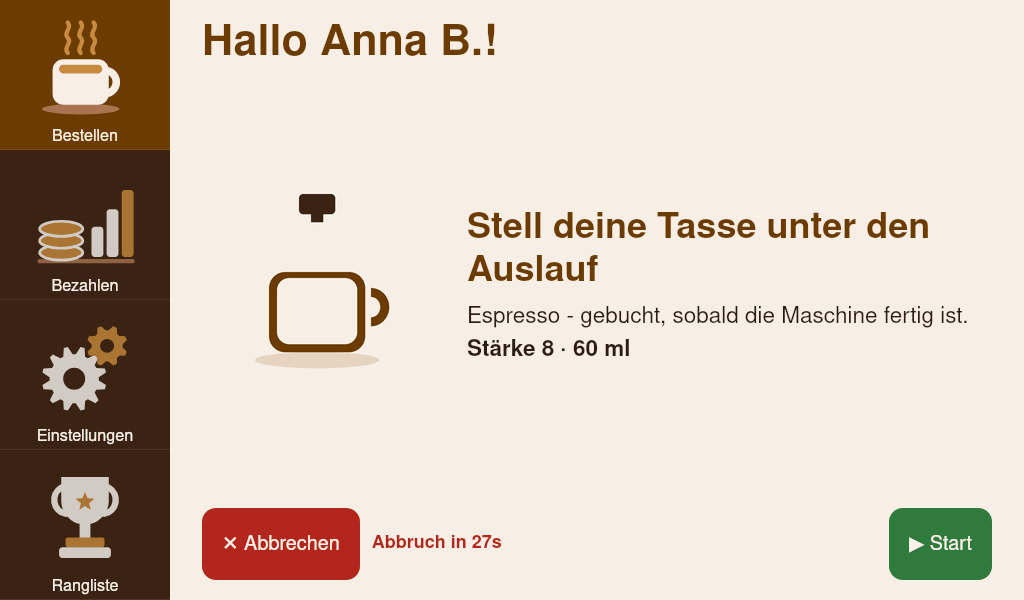 Hallo Anna B.!
Bestellen
Bezahlen
Einstellungen
Rangliste
Stell deine Tasse unter den
Auslauf
Espresso - gebucht, sobald die Maschine fertig ist.
Stärke 8 · 60 ml
✕ Abbrechen
Abbruch in 27s
▶ Start